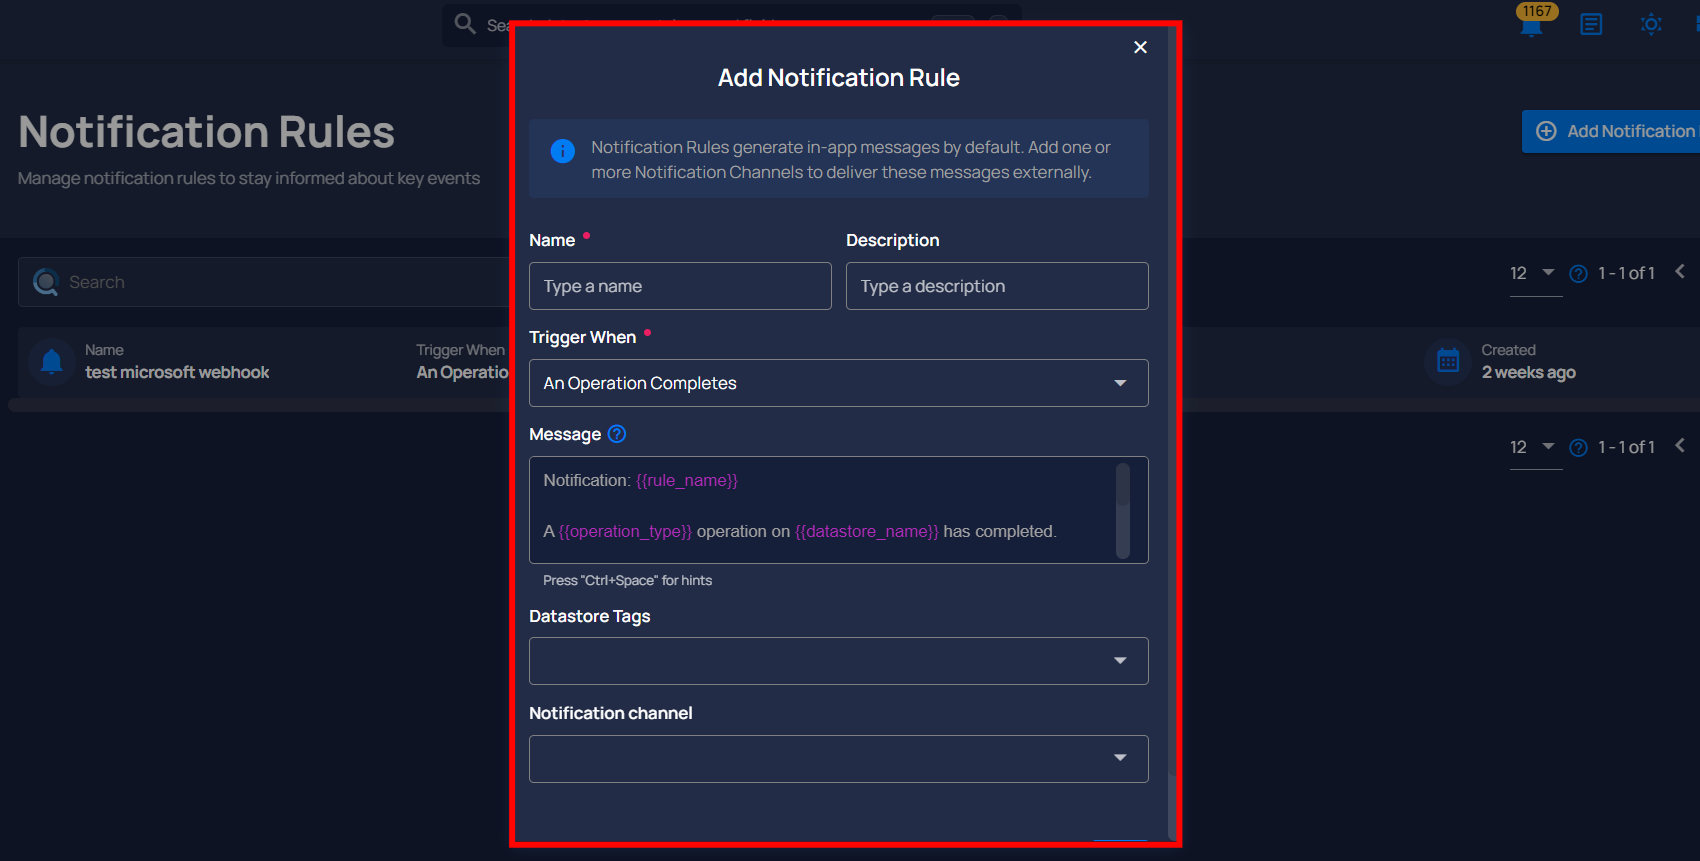 1167
Add Notification Rule
Notification Rules
Manage notification rules to stay informed about key events
Add Notification
Notification Rules generate in-app messages by default. Add one or
more Notification Channels to deliver these messages externally.
Name
Description
Type a name
Type a description
Search
12
1 - 1 of 1
Trigger When
An Operation Completes
Name
test microsoft webhook
Trigger When
Created
2 weeks ago
Message
12
1 - 1 of 1
Notification: {{rule_name}}
A {{operation_type}} operation on {{datastore_name}} has completed.
Press "Ctrl+Space" for hints
Datastore Tags
Notification channel